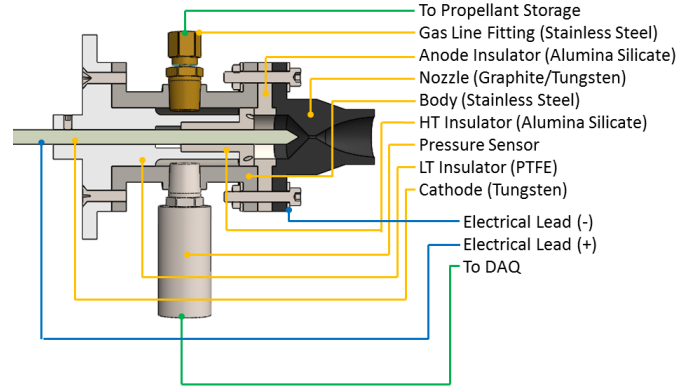 To Propellant Storage
Gas Line Fitting (Stainless Steel)
Anode Insulator (Alumina Silicate)
Nozzle (Graphite/Tungsten)
Body (Stainless Steel)
HT Insulator (Alumina Silicate)
Pressure Sensor
LT Insulator (PTFE)
Cathode (Tungsten)
Electrical Lead (-)
Electrical Lead (+)
To DAQ